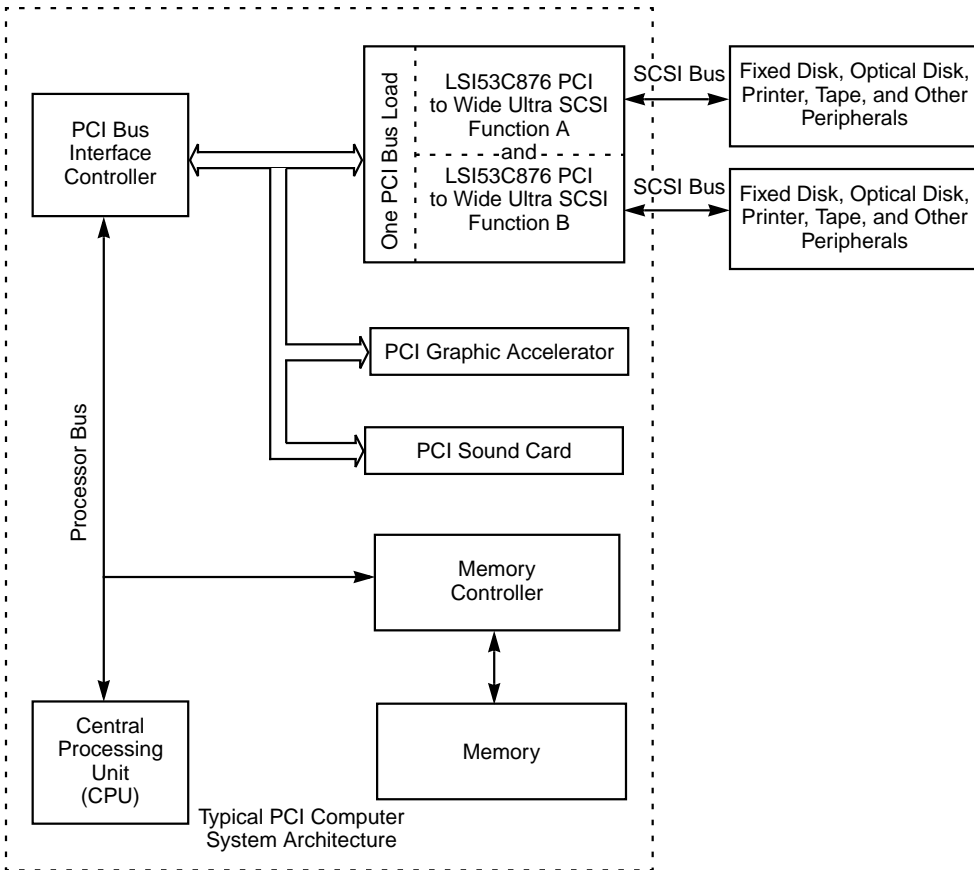 PCI Bus
Interface
Controller
One PCI Bus Load
LSI53C876 PCI
to Wide Ultra SCSI
Function A
and
LSI53C876 PCI
to Wide Ultra SCSI
Function B
SCSI Bus
Fixed Disk, Optical Disk,
Printer, Tape, and Other
Peripherals
SCSI Bus
Fixed Disk, Optical Disk,
Printer, Tape, and Other
Peripherals
PCI Graphic Accelerator
PCI Sound Card
Processor Bus
Memory
Controller
Memory
Central
Processing
Unit
(CPU)
Typical PCI Computer
System Architecture